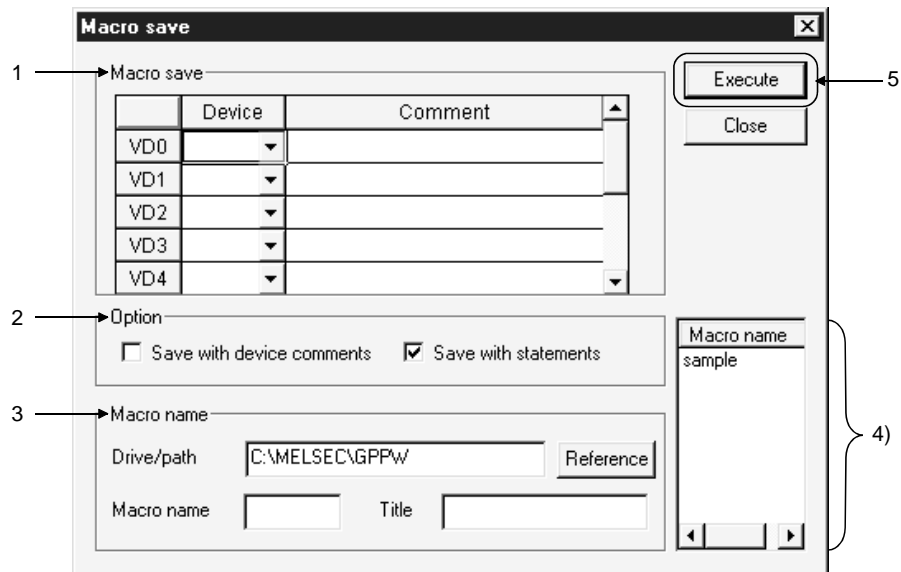 Macro save
1
Macro save
Execute
5
Device Comment
Close
VD0
VD1
VD2
VD3
VD4
2
Option
Save with device comments Save with statements
Macro name
sample
4)
3
Macro name
Drive/path C:\MELSEC\GPPW Reference
Macro name Title